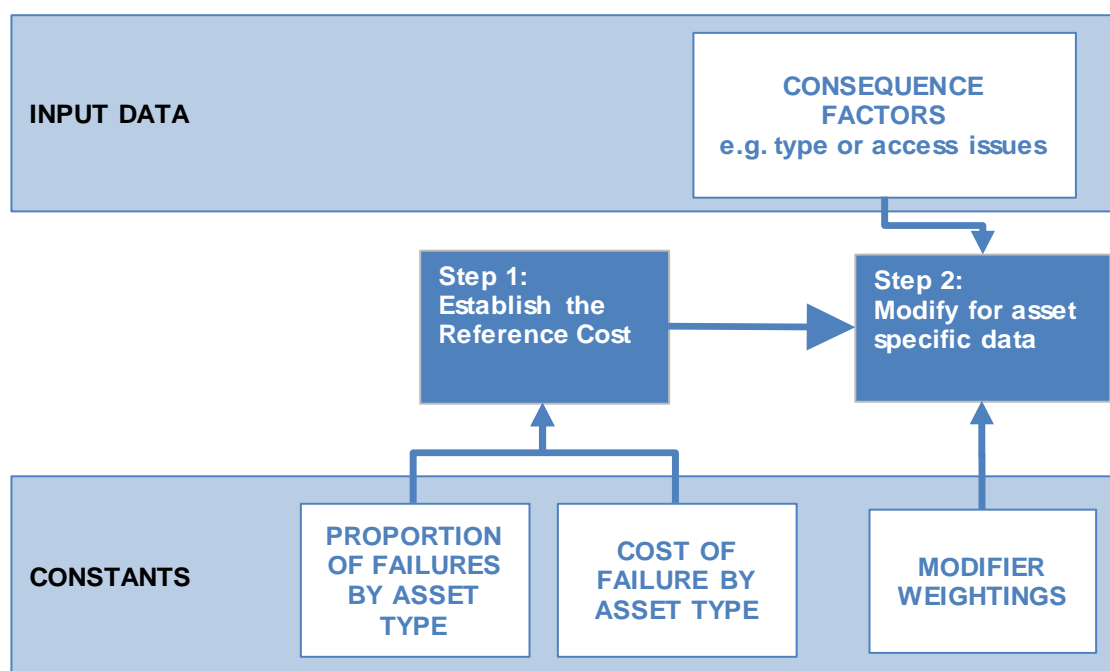 INPUT DATA
CONSEQUENCE
FACTORS
e.g. type or access issues
Step 1:
Establish the
Reference Cost
Step 2:
Modify for asset
specific data
CONSTANTS
PROPORTION
OF FAILURES
BY ASSET
TYPE
COST OF
FAILURE BY
ASSET TYPE
MODIFIER
WEIGHTINGS